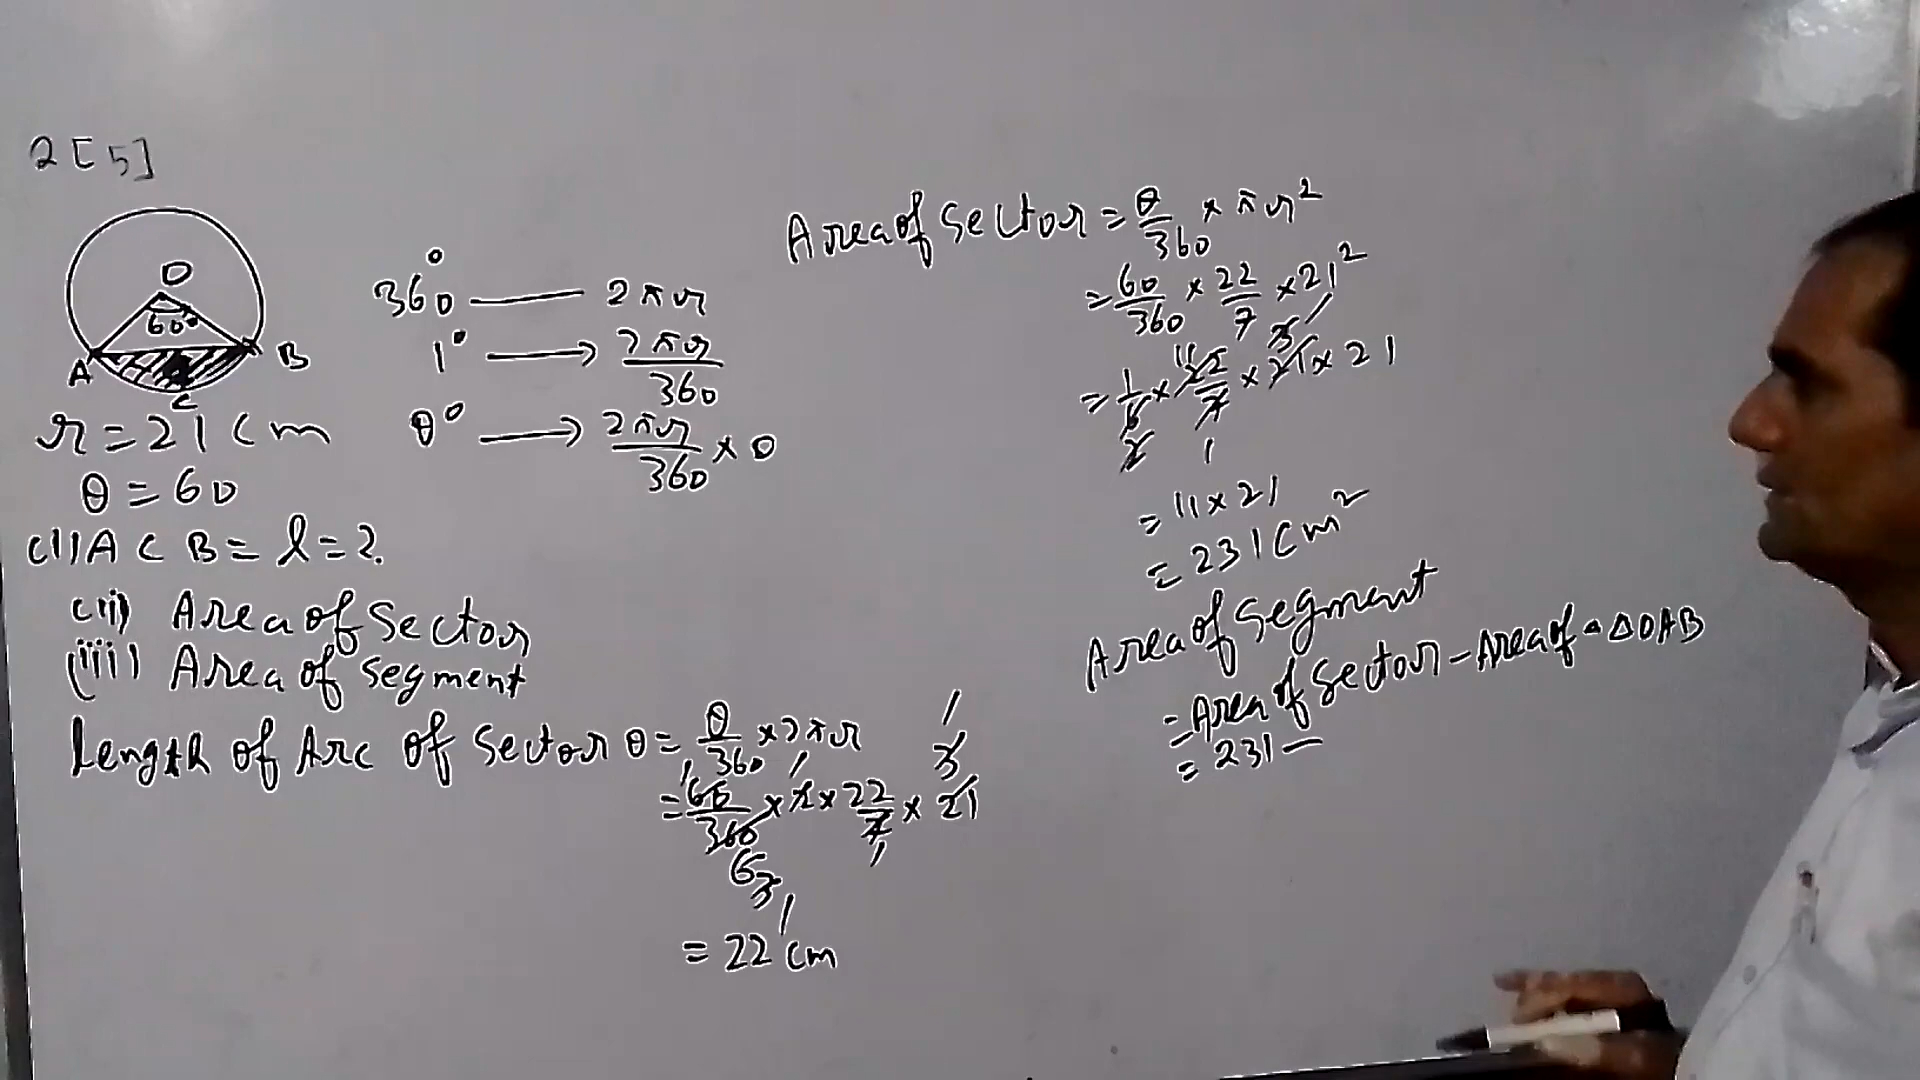 2[5]
O
60°
A
B
C
r=21cm
θ=60
(i) A C B = l = ?
(ii) Area of Sector
(iii) Area of segment
360° — 2πr
1° → 2πr/360
θ° → 2πr/360 × θ
Length of Arc of Sector θ = θ/360 × 2πr
= 60/360 × 2 × 22/7 × 21
= 22 cm
Area of Sector = θ/360 × πr²
= 60/360 × 22/7 × 21²
= 1/6 × 22/7 × 21 × 21
= 11 × 21
= 231 cm²
Area of Segment
= Area of Sector - Area of ΔOAB
= 231 —